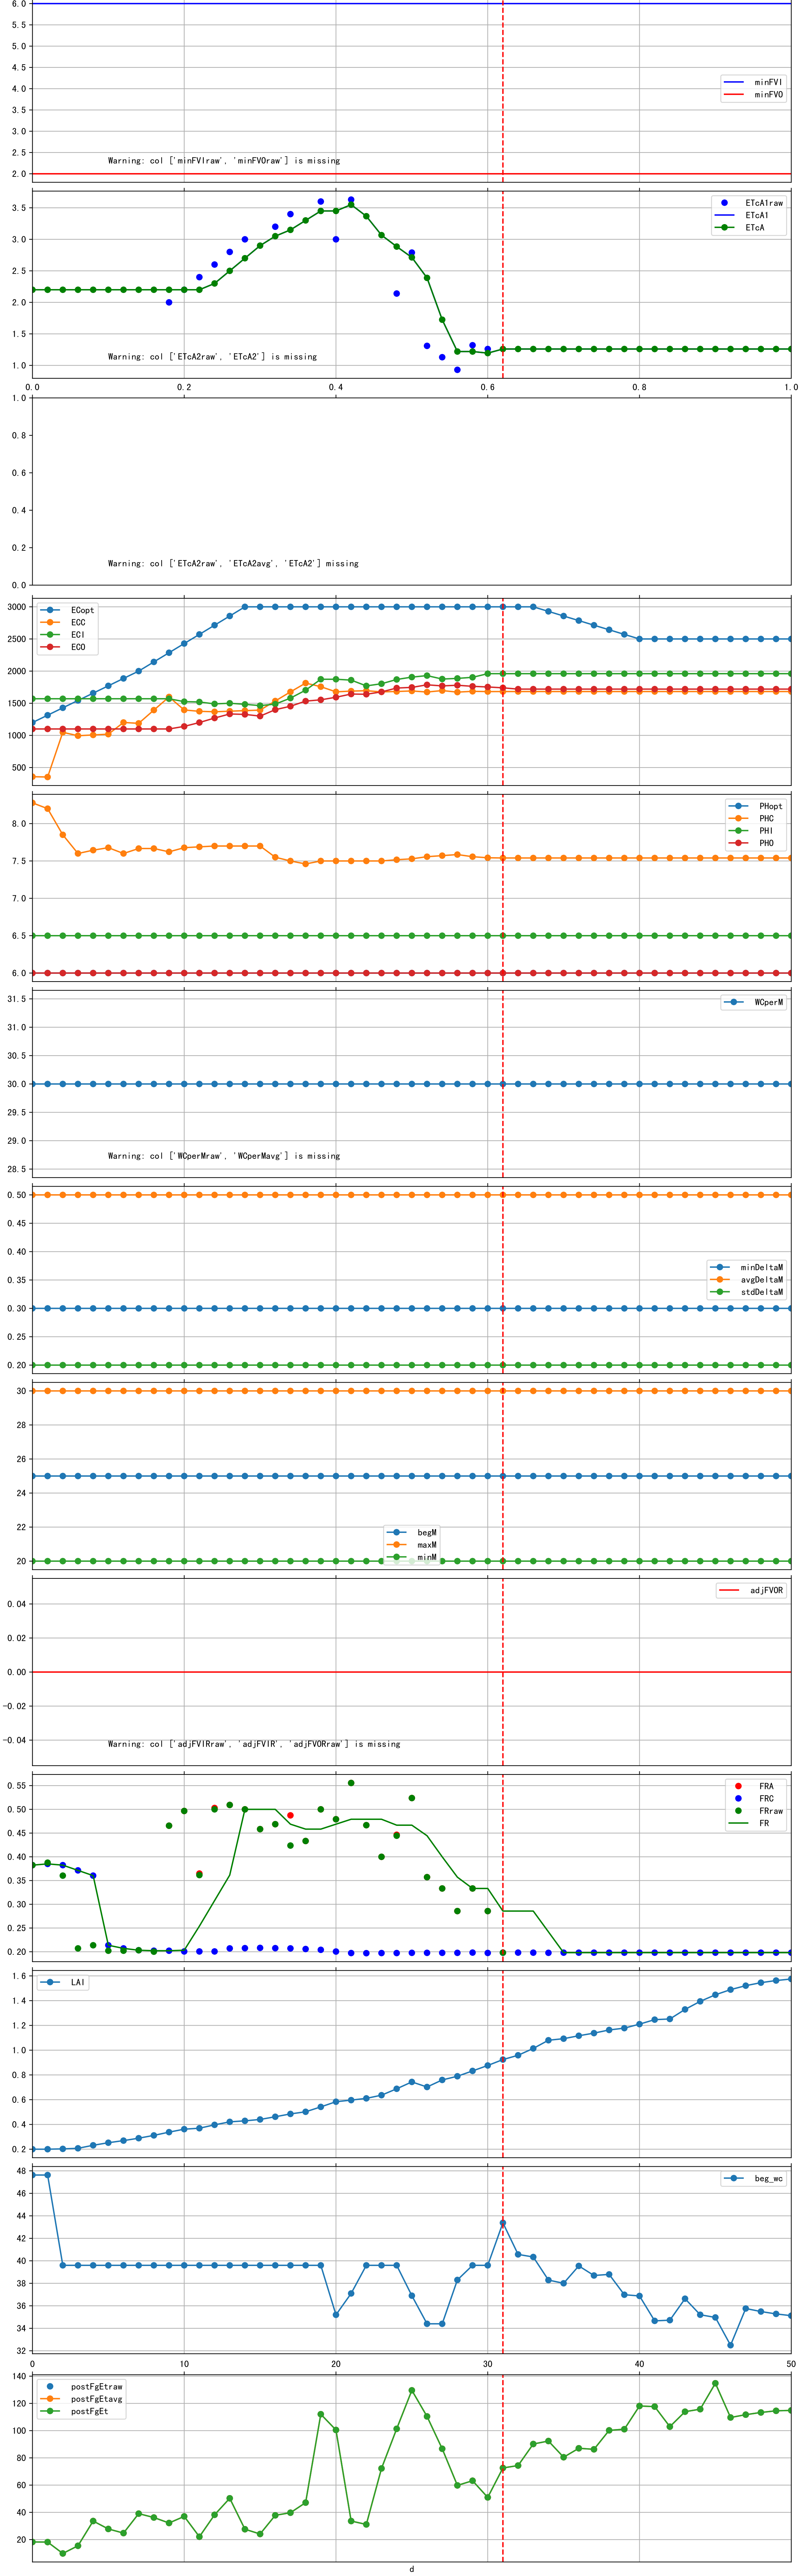 6.0
5.5
5.0
4.5
4.0
3.5
3.0
2.5
2.0
minFVI
minFVO
Warning: col ['minFVIraw', 'minFVOraw'] is missing
3.5
3.0
2.5
2.0
1.5
1.0
ETcA1raw
ETcA1
ETcA
Warning: col ['ETcA2raw', 'ETcA2'] is missing
0.0 0.2 0.4 0.6 0.8 1.0
1.0
0.8
0.6
0.4
0.2
0.0
Warning: col ['ETcA2raw', 'ETcA2avg', 'ETcA2'] missing
3000
2500
2000
1500
1000
500
ECopt
ECC
ECI
ECO
8.0
7.5
7.0
6.5
6.0
PHopt
PHC
PHI
PHO
31.5
31.0
30.5
30.0
29.5
29.0
28.5
WCperM
Warning: col ['WCperMraw', 'WCperMavg'] is missing
0.50
0.45
0.40
0.35
0.30
0.25
0.20
minDeltaM
avgDeltaM
stdDeltaM
30
28
26
24
22
20
begM
maxM
minM
0.04
0.02
0.00
-0.02
-0.04
adjFVOR
Warning: col ['adjFVIRraw', 'adjFVIR', 'adjFVORraw'] is missing
0.55
0.50
0.45
0.40
0.35
0.30
0.25
0.20
FRA
FRC
FRraw
FR
1.6
1.4
1.2
1.0
0.8
0.6
0.4
0.2
LAI
48
46
44
42
40
38
36
34
32
beg_wc
0 10 20 30 40 50
140
120
100
80
60
40
20
postFgEtraw
postFgEtavg
postFgEt
d